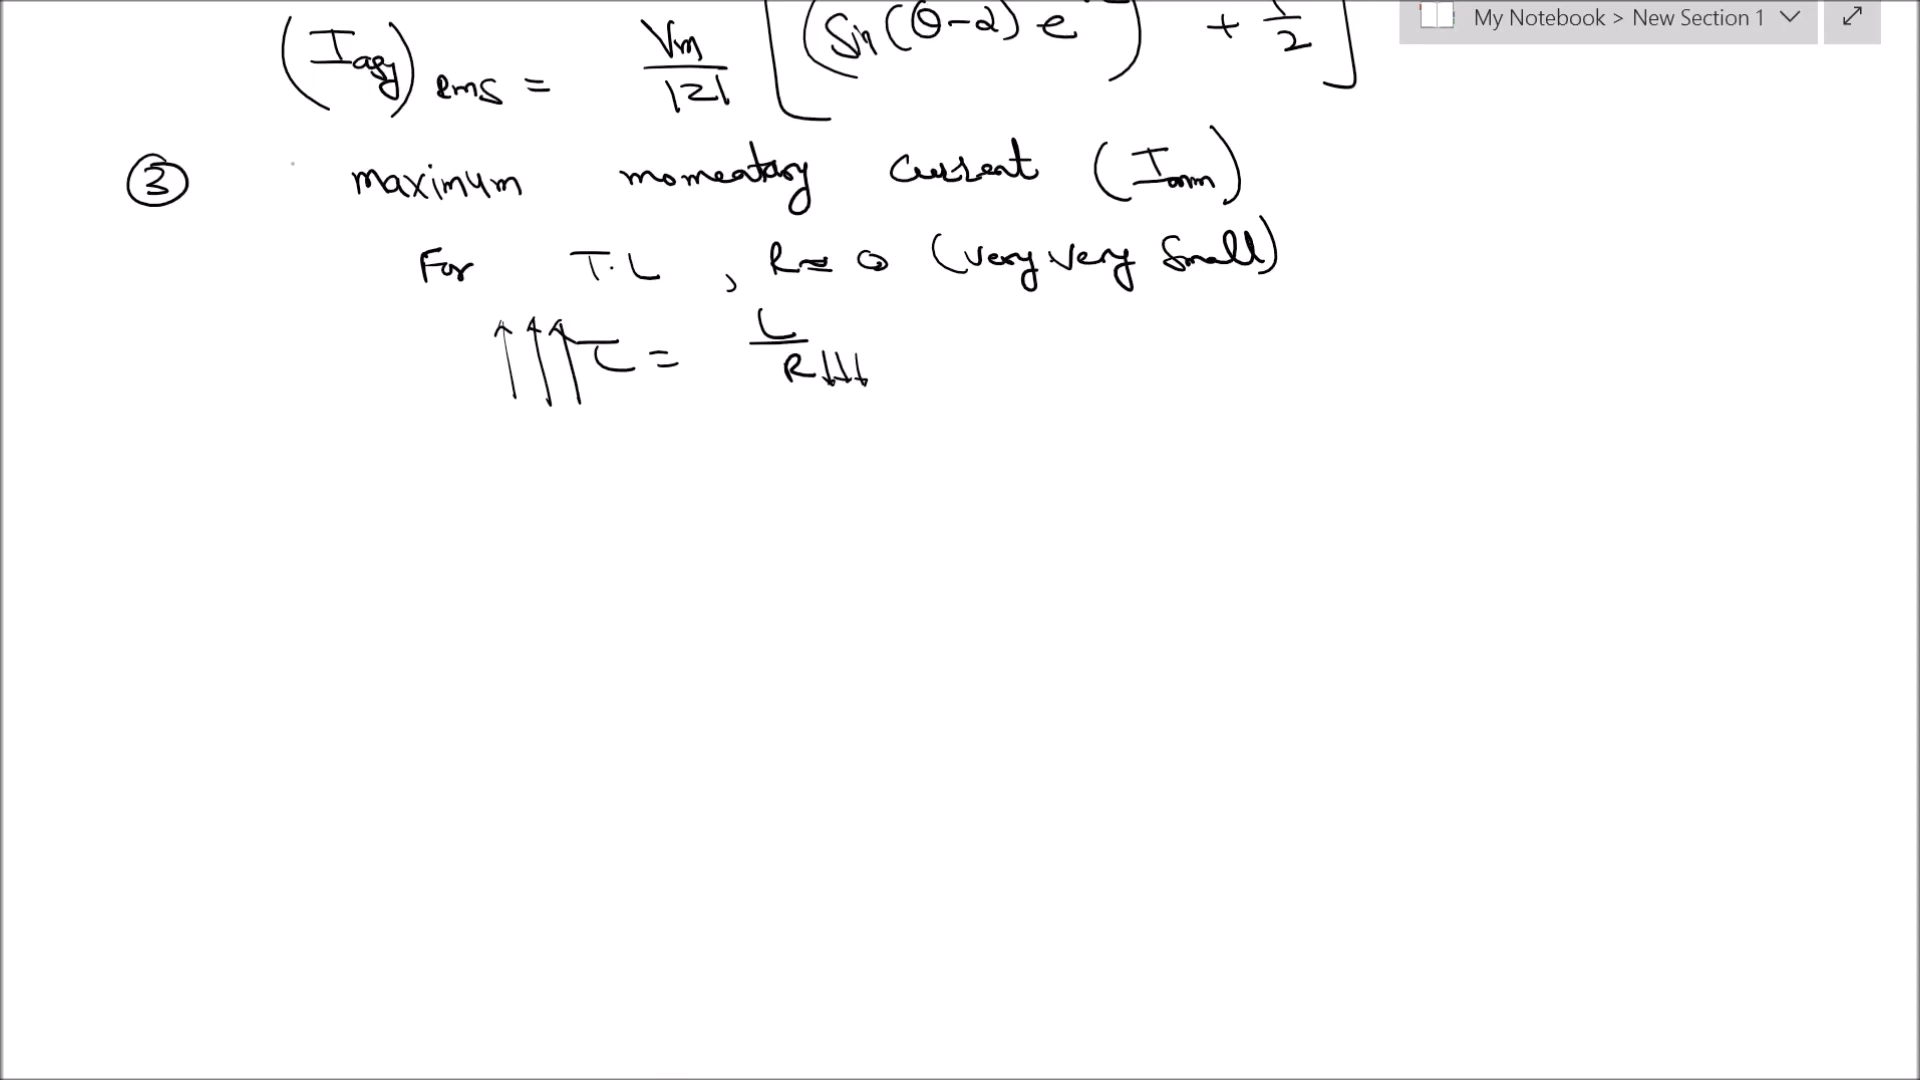 My Notebook > New Section 1
(Iasy) rms = Vm/|z| [(Sin(θ-α) e ) + 1/2]
③ maximum momentary Current (Imm)
For T.L , R≈0 (very very Small)
↑↑↑τ = L/R↓↓↓